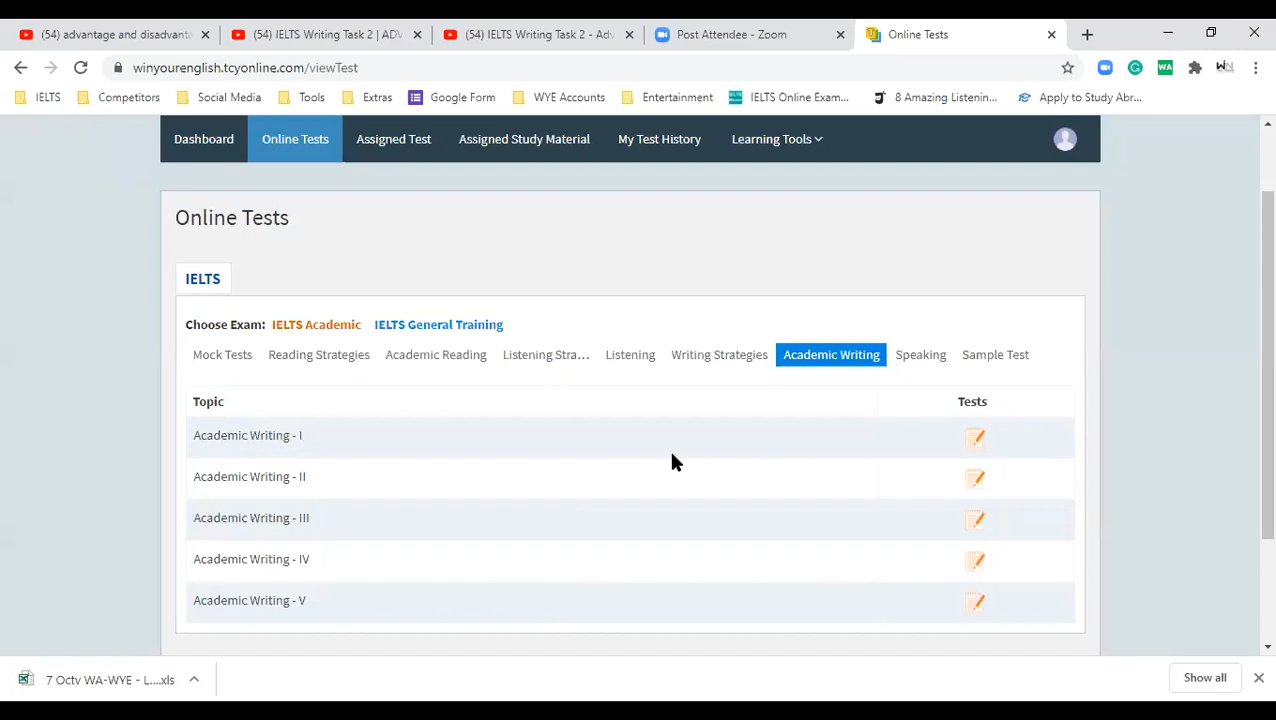 (54) advantage and disadvanta
(54) IELTS Writing Task 2 | ADV
(54) IELTS Writing Task 2 - Adv
Post Attendee - Zoom
Online Tests
winyourenglish.tcyonline.com/viewTest
IELTS
Competitors
Social Media
Tools
Extras
Google Form
WYE Accounts
Entertainment
IELTS Online Exam...
8 Amazing Listenin...
Apply to Study Abr...
Dashboard
Online Tests
Assigned Test
Assigned Study Material
My Test History
Learning Tools
Online Tests
IELTS
Choose Exam: IELTS Academic IELTS General Training
Mock Tests
Reading Strategies
Academic Reading
Listening Stra...
Listening
Writing Strategies
Academic Writing
Speaking
Sample Test
Topic
Tests
Academic Writing - I
Academic Writing - II
Academic Writing - III
Academic Writing - IV
Academic Writing - V
7 Octv WA-WYE - L....xls
Show all